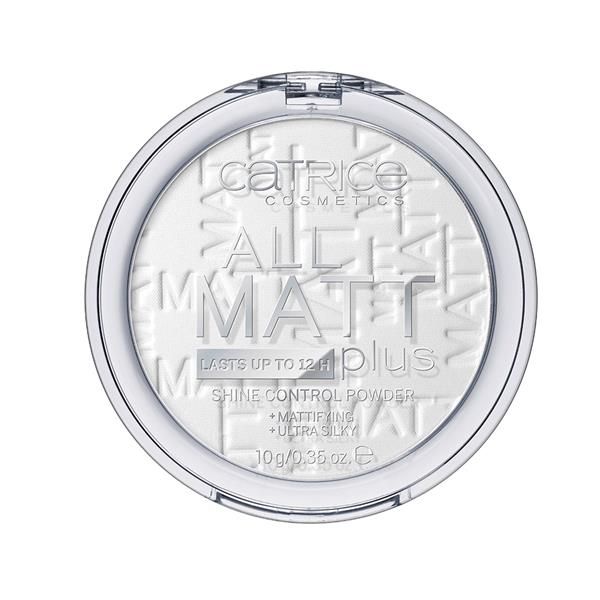 CATRICE
COSMETICS
ALL
MATT
plus
LASTS UP TO 12 H
SHINE CONTROL POWDER
+ MATTIFYING
+ ULTRA SILKY
10g/0.35 oz. ℮